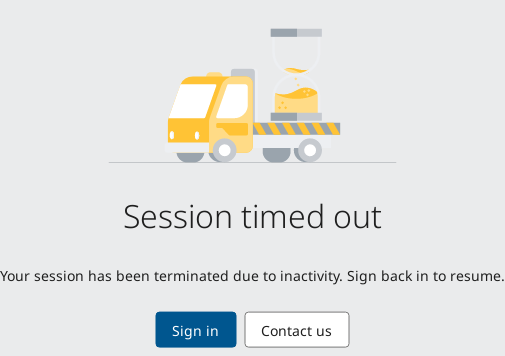 Session timed out
Your session has been terminated due to inactivity. Sign back in to resume.
Sign in
Contact us